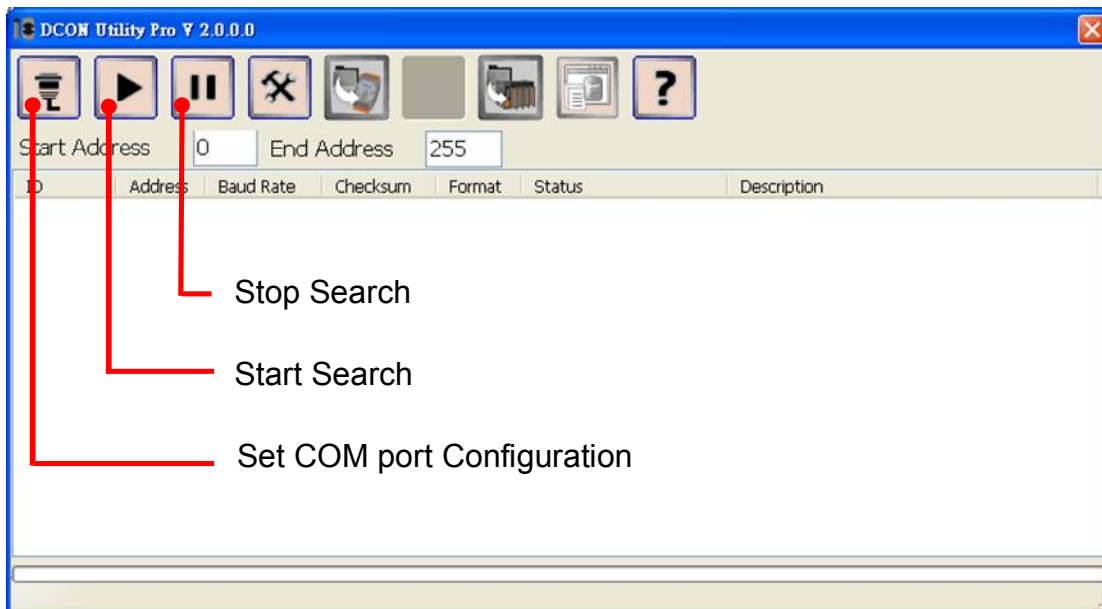 DCON Utility Pro V 2.0.0.0
?
Start Address 0 End Address 255
ID Address Baud Rate Checksum Format Status Description
Stop Search
Start Search
Set COM port Configuration